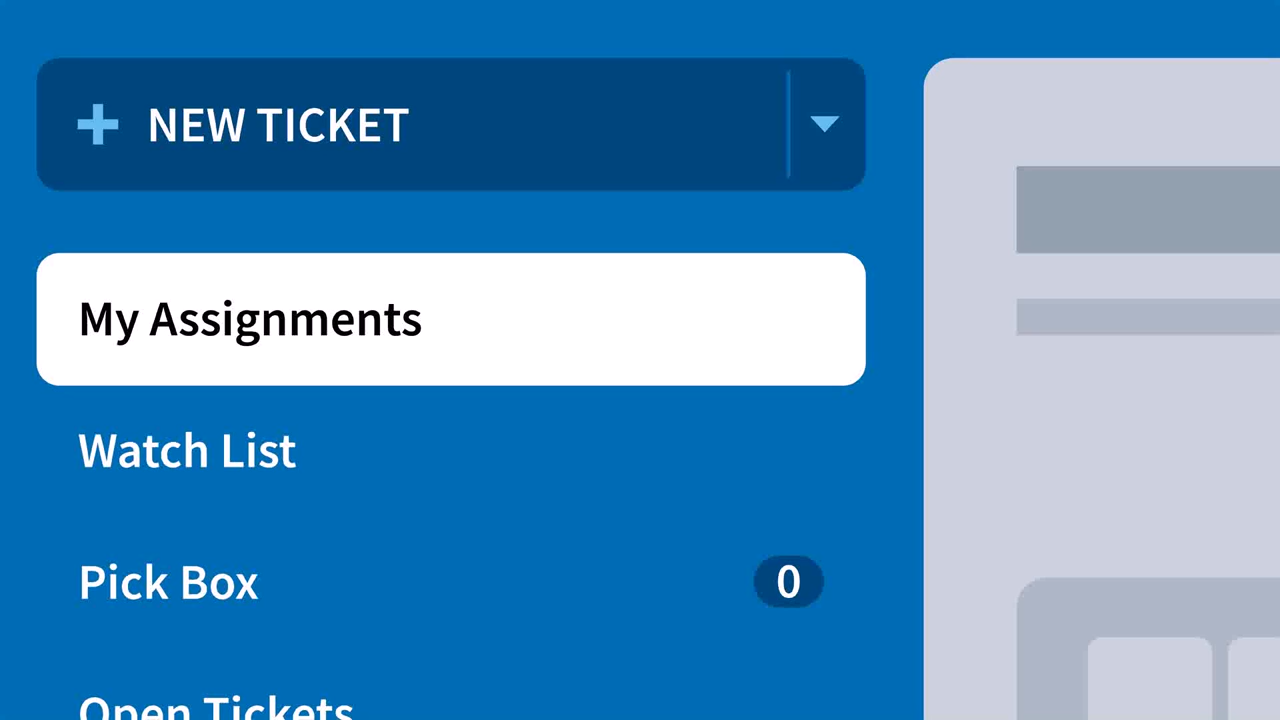 NEW TICKET
My Assignments
Watch List
Pick Box
0
Open Tickets